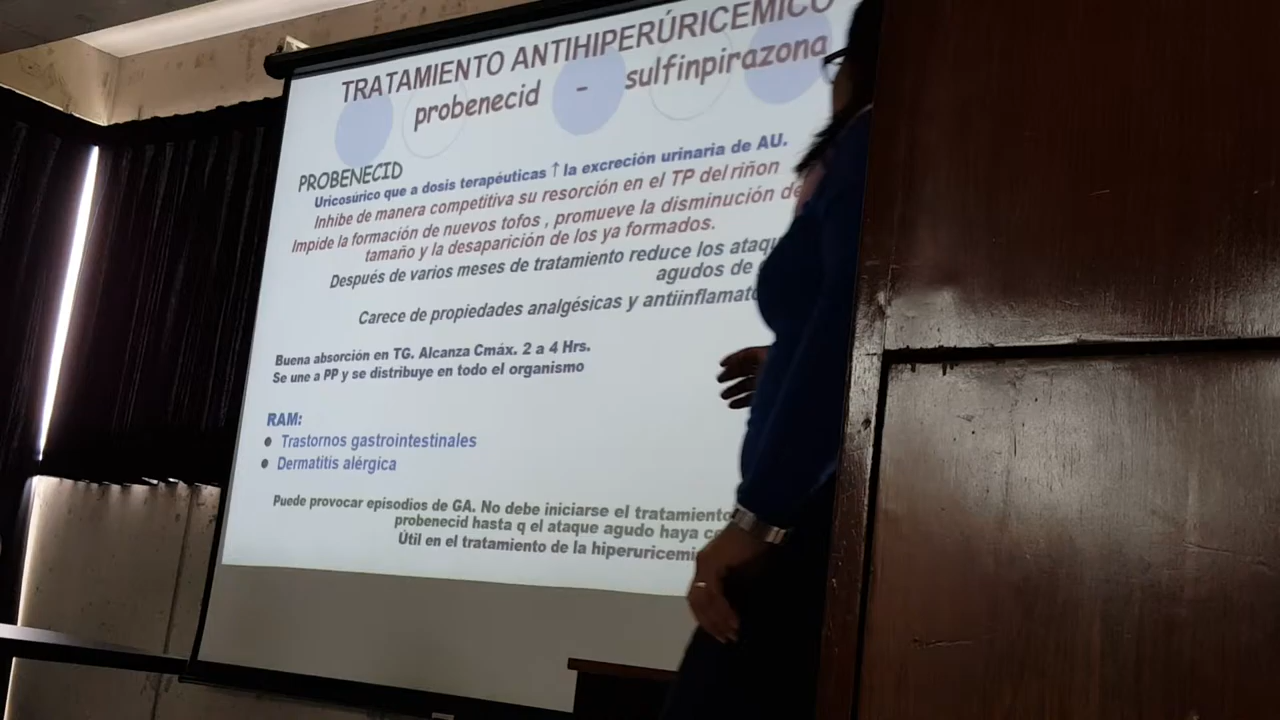 TRATAMIENTO ANTIHIPERÚRICEMICO
probenecid - sulfinpirazona
PROBENECID
Uricosúrico que a dosis terapéuticas ↑ la excreción urinaria de AU.
Inhibe de manera competitiva su resorción en el TP del riñon
Impide la formación de nuevos tofos , promueve la disminución de
tamaño y la desaparición de los ya formados.
Después de varios meses de tratamiento reduce los
agudos de
Carece de propiedades analgésicas y
Buena absorción en TG. Alcanza Cmáx. 2 a 4 Hrs.
Se une a PP y se distribuye en todo el organismo
RAM:
● Trastornos gastrointestinales
● Dermatitis alérgica
Puede provocar episodios de GA. No debe iniciarse el tratamiento
probenecid hasta q el ataque agudo haya
Útil en el tratamiento de la